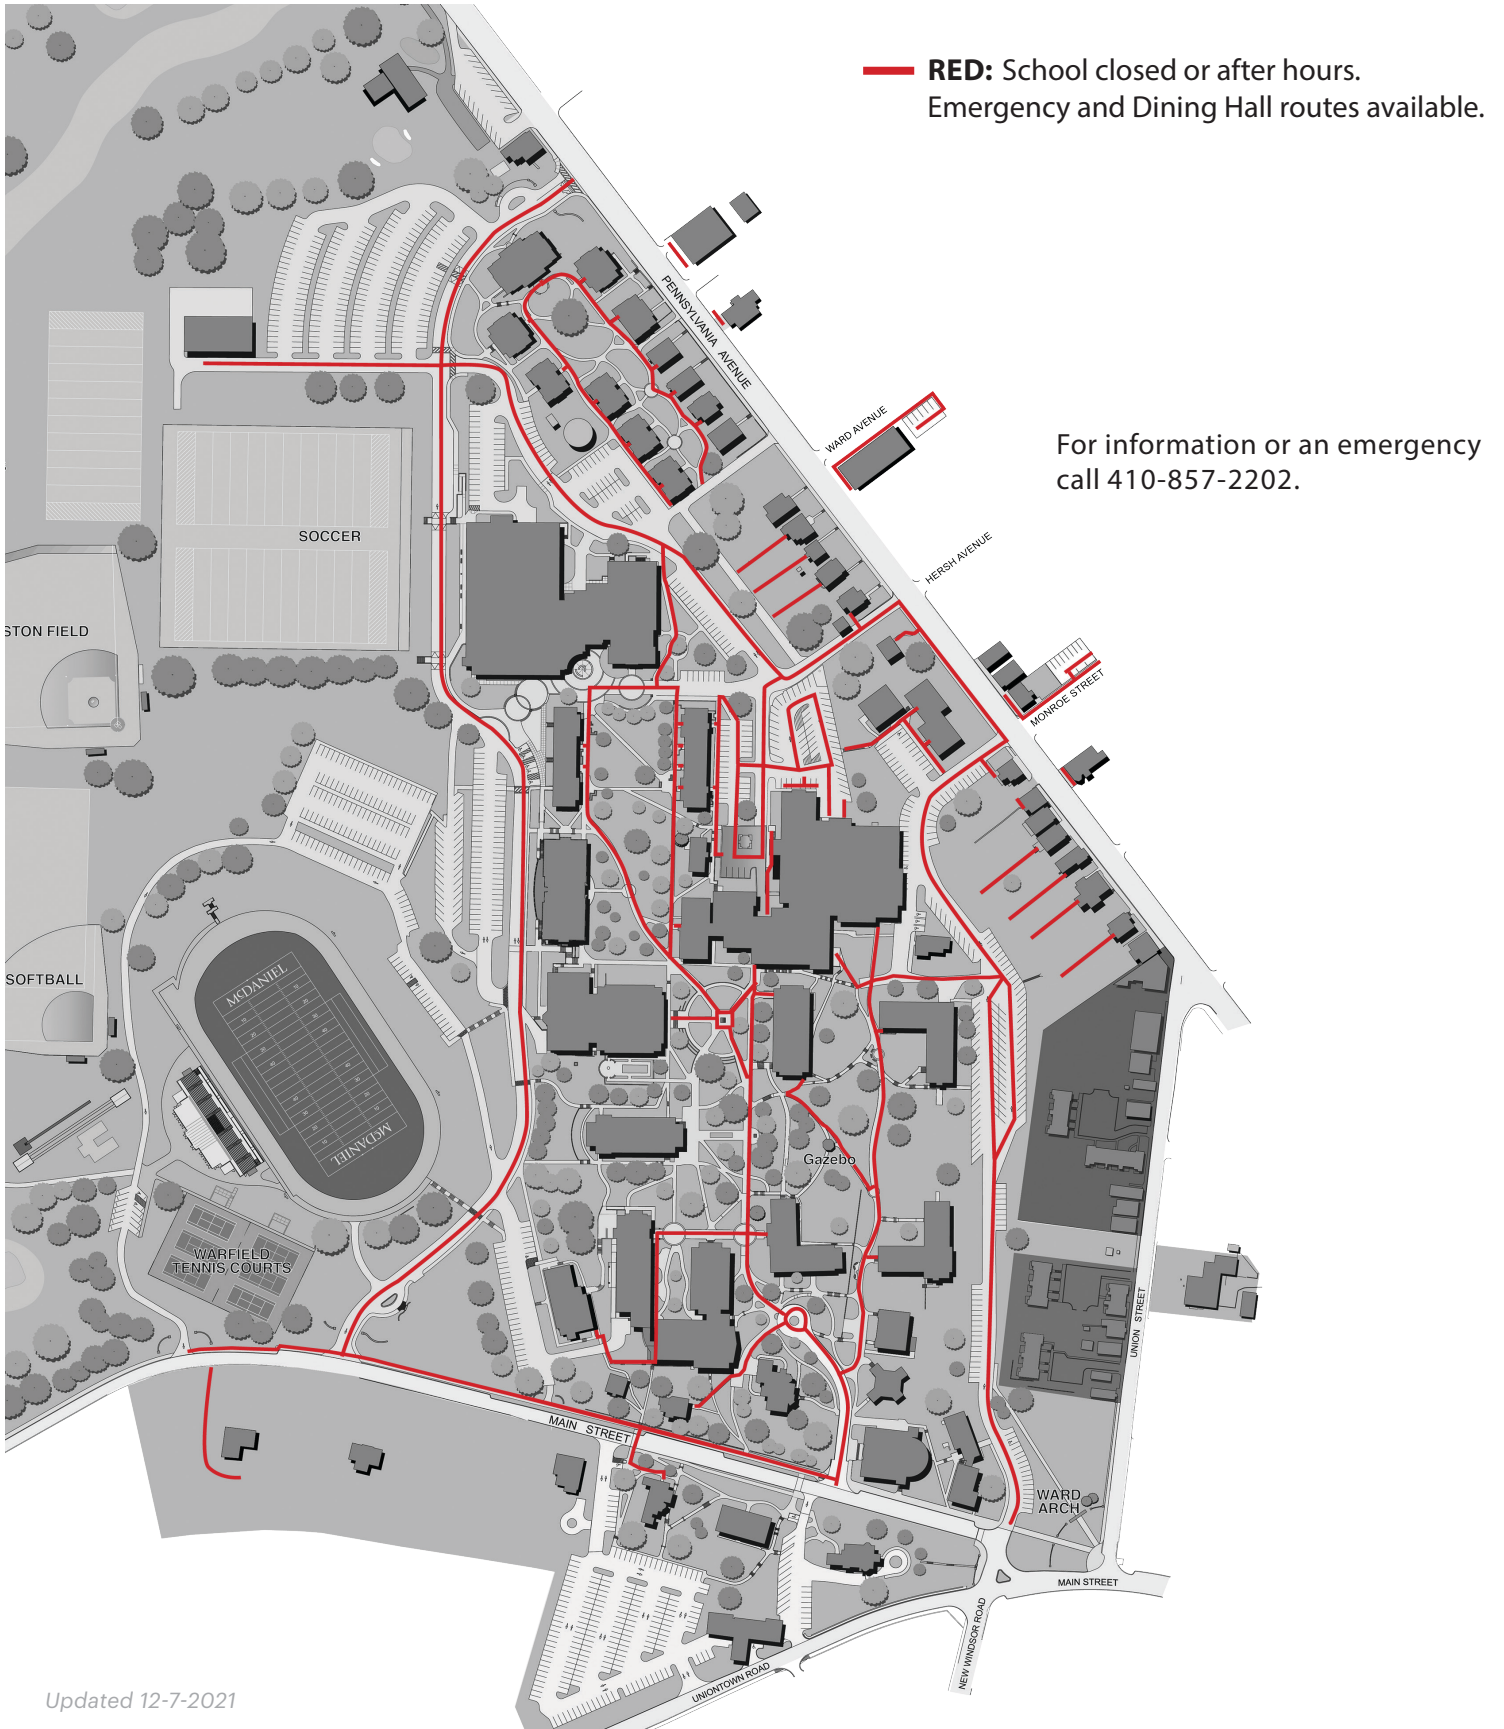 RED: School closed or after hours.
Emergency and Dining Hall routes available.
PENNSYLVANIA AVENUE
WARD AVENUE
For information or an emergency
call 410-857-2202.
SOCCER
HERSH AVENUE
STON FIELD
MONROE STREET
McDANIEL
SOFTBALL
McDANIEL
Gazebo
WARFIELD
TENNIS COURTS
UNION STREET
MAIN STREET
WARD
ARCH
MAIN STREET
NEW WINDSOR ROAD
UNIONTOWN ROAD
Updated 12-7-2021